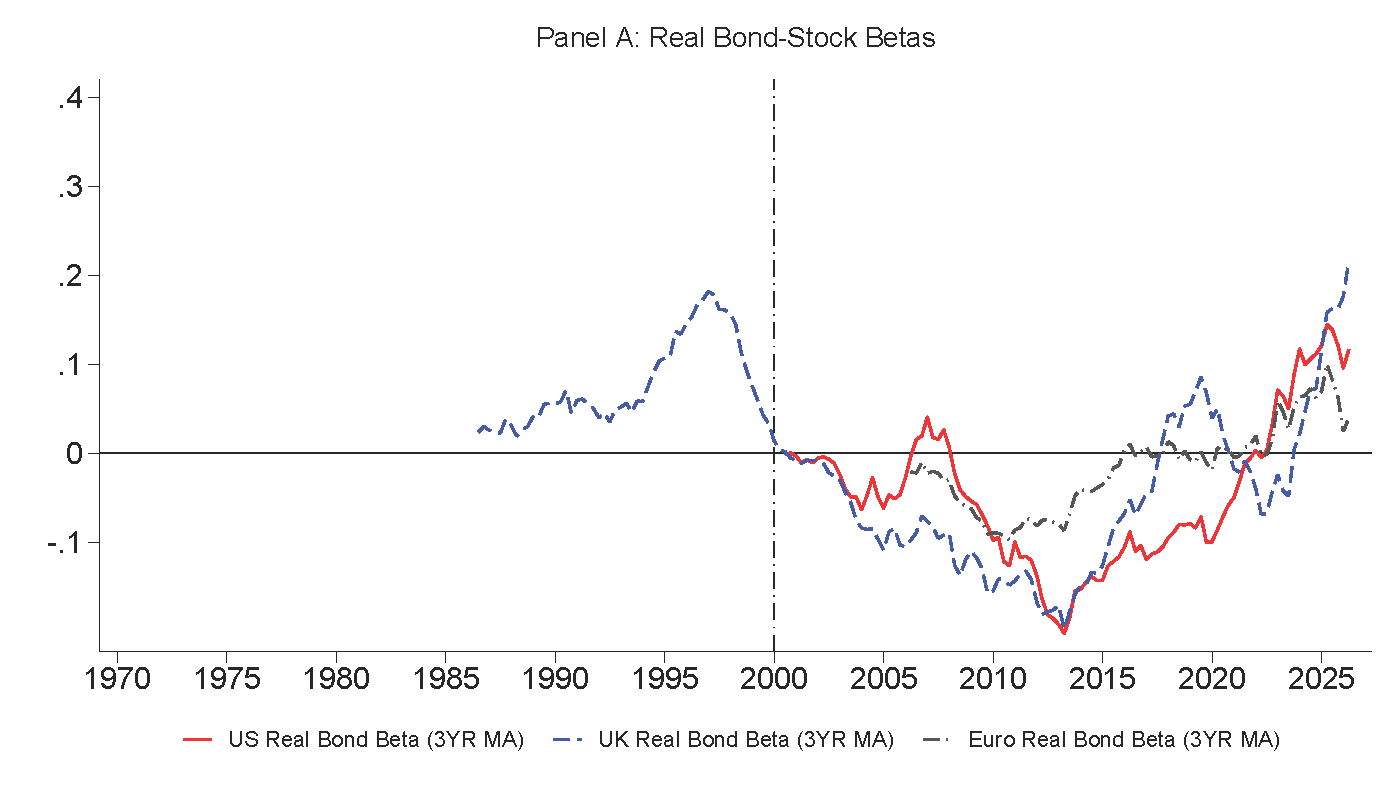 Panel A: Real Bond-Stock Betas
.4
.3
.2
.1
0
-.1
1970 1975 1980 1985 1990 1995 2000 2005 2010 2015 2020 2025
US Real Bond Beta (3YR MA) UK Real Bond Beta (3YR MA) Euro Real Bond Beta (3YR MA)